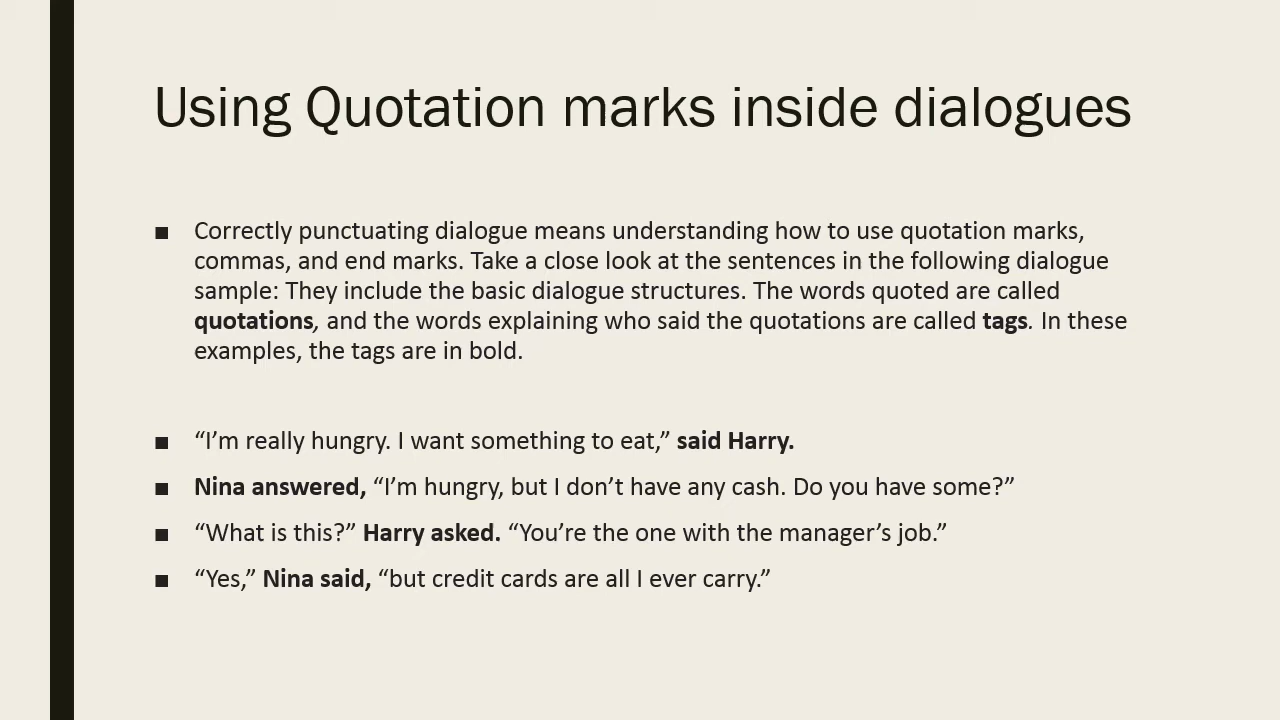 Using Quotation marks inside dialogues
■ Correctly punctuating dialogue means understanding how to use quotation marks,
commas, and end marks. Take a close look at the sentences in the following dialogue
sample: They include the basic dialogue structures. The words quoted are called
quotations, and the words explaining who said the quotations are called tags. In these
examples, the tags are in bold.
■ “I’m really hungry. I want something to eat,” said Harry.
■ Nina answered, “I’m hungry, but I don’t have any cash. Do you have some?”
■ “What is this?” Harry asked. “You’re the one with the manager’s job.”
■ “Yes,” Nina said, “but credit cards are all I ever carry.”